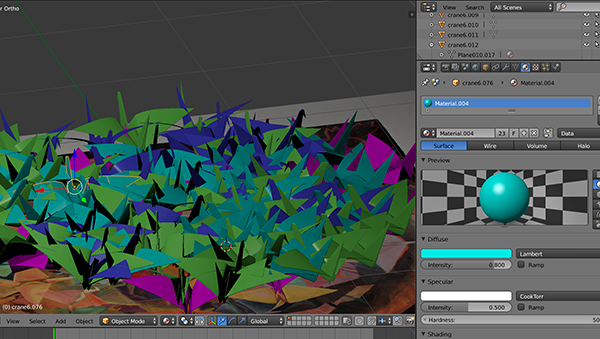 r Ortho
View Search All Scenes
crane6.009
crane6.010
crane6.011
crane6.012
Plane010.017
crane6.076 Material.004
Material.004
Material.004 23 F Data
Surface Wire Volume Halo
Preview
Diffuse
Lambert
Intensity: 0.800 Ramp
Specular
CookTorr
Intensity: 0.500 Ramp
Hardness: 50
Shading
(0) crane6.076
View Select Add Object Object Mode Global